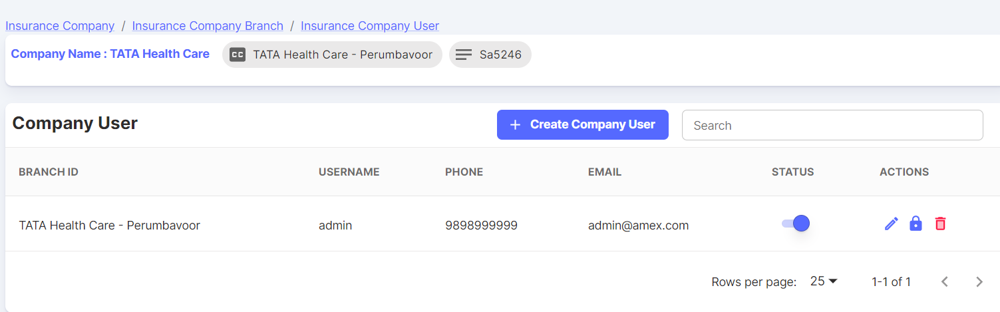 Insurance Company / Insurance Company Branch / Insurance Company User
Company Name : TATA Health Care CC TATA Health Care - Perumbavoor Sa5246
Company User + Create Company User Search
BRANCH ID USERNAME PHONE EMAIL STATUS ACTIONS
TATA Health Care - Perumbavoor admin 9898999999 admin@amex.com
Rows per page: 25 1-1 of 1